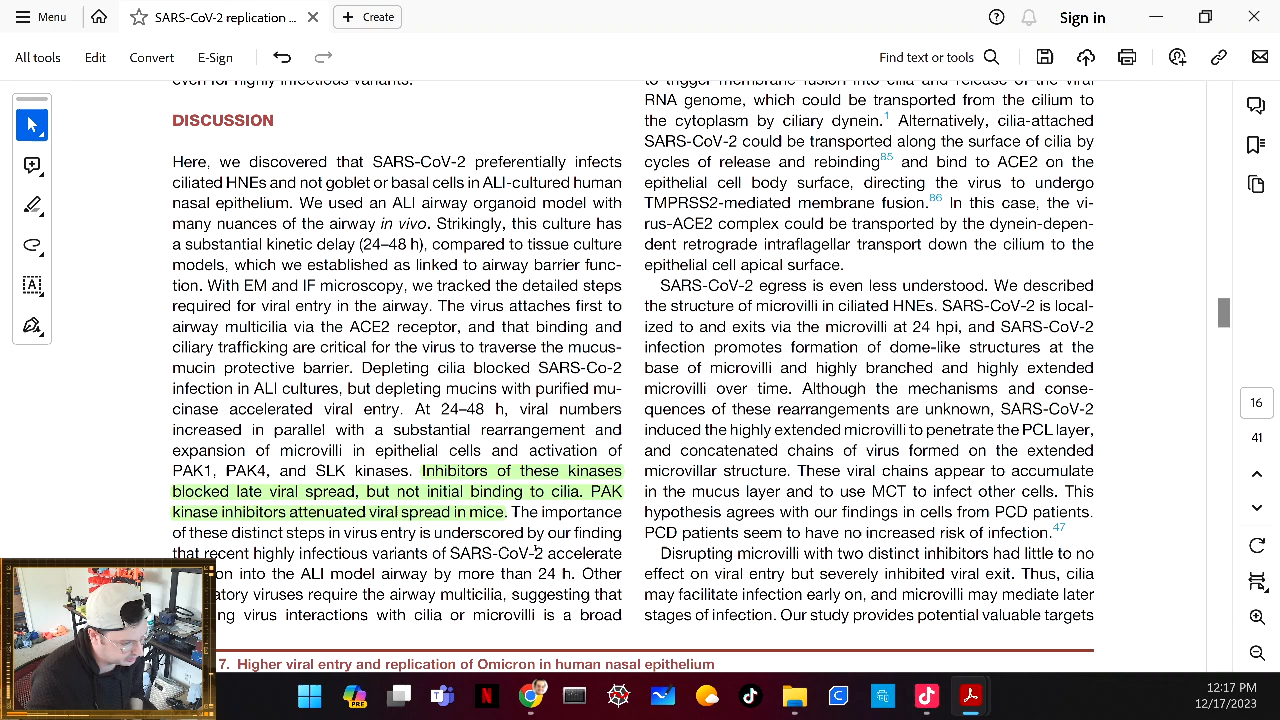 Menu
SARS-CoV-2 replication ...
Create
Sign in
All tools
Edit
Convert
E-Sign
Find text or tools
even for highly infectious variants.
DISCUSSION
Here, we discovered that SARS-CoV-2 preferentially infects
ciliated HNEs and not goblet or basal cells in ALI-cultured human
nasal epithelium. We used an ALI airway organoid model with
many nuances of the airway in vivo. Strikingly, this culture has
a substantial kinetic delay (24–48 h), compared to tissue culture
models, which we established as linked to airway barrier func-
tion. With EM and IF microscopy, we tracked the detailed steps
required for viral entry in the airway. The virus attaches first to
airway multicilia via the ACE2 receptor, and that binding and
ciliary trafficking are critical for the virus to traverse the mucus-
mucin protective barrier. Depleting cilia blocked SARS-Co-2
infection in ALI cultures, but depleting mucins with purified mu-
cinase accelerated viral entry. At 24–48 h, viral numbers
increased in parallel with a substantial rearrangement and
expansion of microvilli in epithelial cells and activation of
PAK1, PAK4, and SLK kinases. Inhibitors of these kinases
blocked late viral spread, but not initial binding to cilia. PAK
kinase inhibitors attenuated viral spread in mice. The importance
of these distinct steps in virus entry is underscored by our finding
that recent highly infectious variants of SARS-CoV-2 accelerate
on into the ALI model airway by more than 24 h. Other
atory viruses require the airway multicilia, suggesting that
ng virus interactions with cilia or microvilli is a broad
to trigger membrane fusion into cilia and release of the viral
RNA genome, which could be transported from the cilium to
the cytoplasm by ciliary dynein.1 Alternatively, cilia-attached
SARS-CoV-2 could be transported along the surface of cilia by
cycles of release and rebinding85 and bind to ACE2 on the
epithelial cell body surface, directing the virus to undergo
TMPRSS2-mediated membrane fusion.86 In this case, the vi-
rus-ACE2 complex could be transported by the dynein-depen-
dent retrograde intraflagellar transport down the cilium to the
epithelial cell apical surface.
SARS-CoV-2 egress is even less understood. We described
the structure of microvilli in ciliated HNEs. SARS-CoV-2 is local-
ized to and exits via the microvilli at 24 hpi, and SARS-CoV-2
infection promotes formation of dome-like structures at the
base of microvilli and highly branched and highly extended
microvilli over time. Although the mechanisms and conse-
quences of these rearrangements are unknown, SARS-CoV-2
induced the highly extended microvilli to penetrate the PCL layer,
and concatenated chains of virus formed on the extended
microvillar structure. These viral chains appear to accumulate
in the mucus layer and to use MCT to infect other cells. This
hypothesis agrees with our findings in cells from PCD patients.
PCD patients seem to have no increased risk of infection.47
Disrupting microvilli with two distinct inhibitors had little to no
effect on viral entry but severely inhibited viral exit. Thus, cilia
may facilitate infection early on, and microvilli may mediate later
stages of infection. Our study provides potential valuable targets
7. Higher viral entry and replication of Omicron in human nasal epithelium
16
41
PRE
12:17 PM
12/17/2023